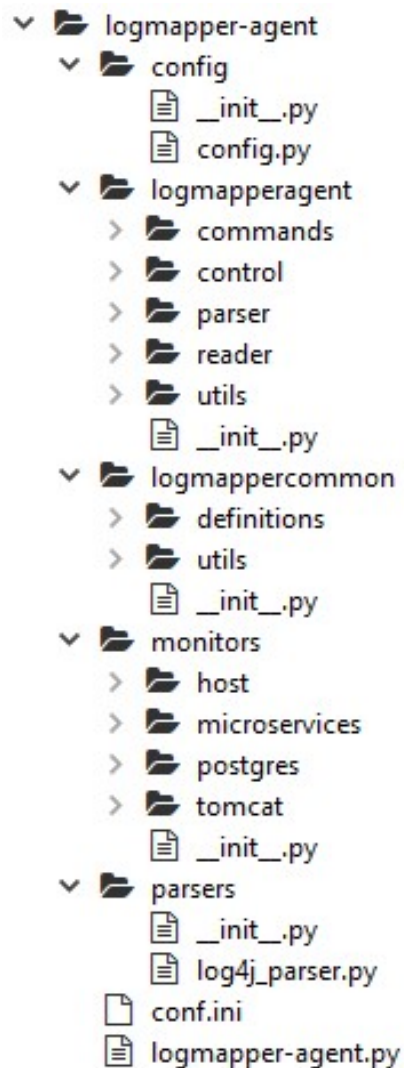 logmapper-agent
config
__init__.py
config.py
logmapperagent
commands
control
parser
reader
utils
__init__.py
logmappercommon
definitions
utils
__init__.py
monitors
host
microservices
postgres
tomcat
__init__.py
parsers
__init__.py
log4j_parser.py
conf.ini
logmapper-agent.py